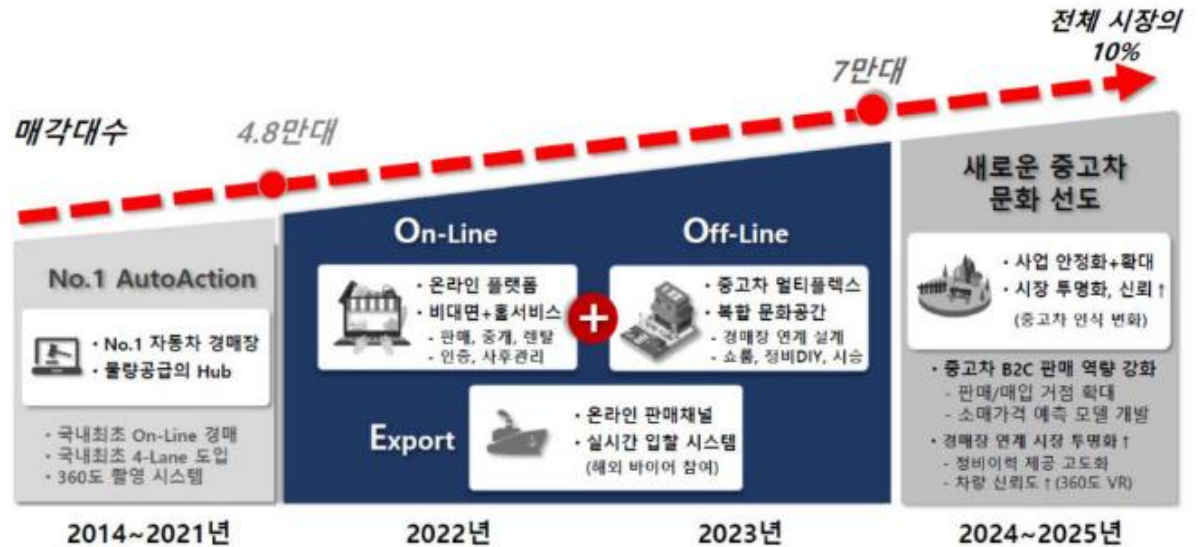 전체 시장의
10%
7만대
4.8만대
매각대수
No.1 AutoAction
• No.1 자동차 경매장
• 물량공급의 Hub
• 국내최초 On-Line 경매
• 국내최초 4-Lane 도입
• 360도 촬영 시스템
On-Line
• 온라인 플랫폼
• 비대면+홈서비스
- 판매, 중개, 렌탈
- 인증, 사후관리
+
Off-Line
• 중고차 멀티플렉스
• 복합 문화공간
- 경매장 연계 설계
- 쇼룸, 정비DIY, 시승
Export
• 온라인 판매채널
• 실시간 입찰 시스템
(해외 바이어 참여)
새로운 중고차
문화 선도
• 사업 안정화+확대
• 시장 투명화, 신뢰↑
(중고차 인식 변화)
• 중고차 B2C 판매 역량 강화
- 판매/매입 거점 확대
- 소매가격 예측 모델 개발
• 경매장 연계 시장 투명화↑
- 정비이력 제공 고도화
- 차량 신뢰도↑(360도 VR)
2014~2021년
2022년
2023년
2024~2025년